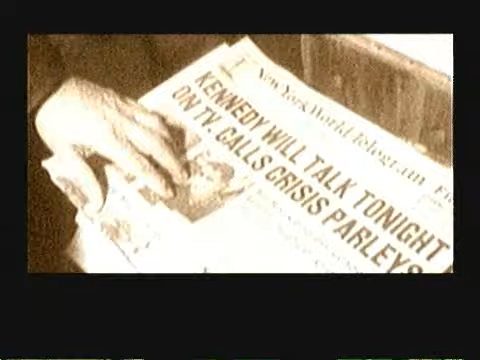 New York World Telegram
KENNEDY WILL TALK TONIGHT
ON TV, CALLS CRISIS PARLEYS